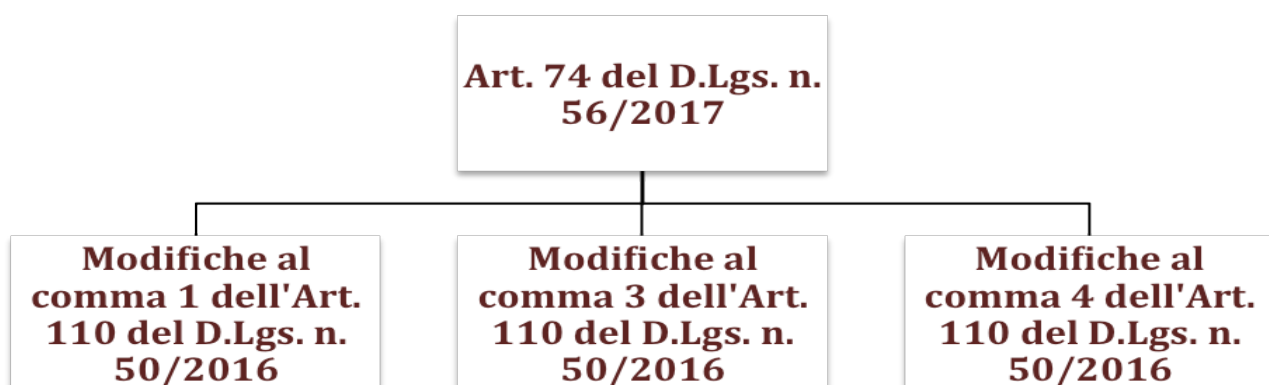 Art. 74 del D.Lgs. n.
56/2017
Modifiche al
comma 1 dell'Art.
110 del D.Lgs. n.
50/2016
Modifiche al
comma 3 dell'Art.
110 del D.Lgs. n.
50/2016
Modifiche al
comma 4 dell'Art.
110 del D.Lgs. n.
50/2016